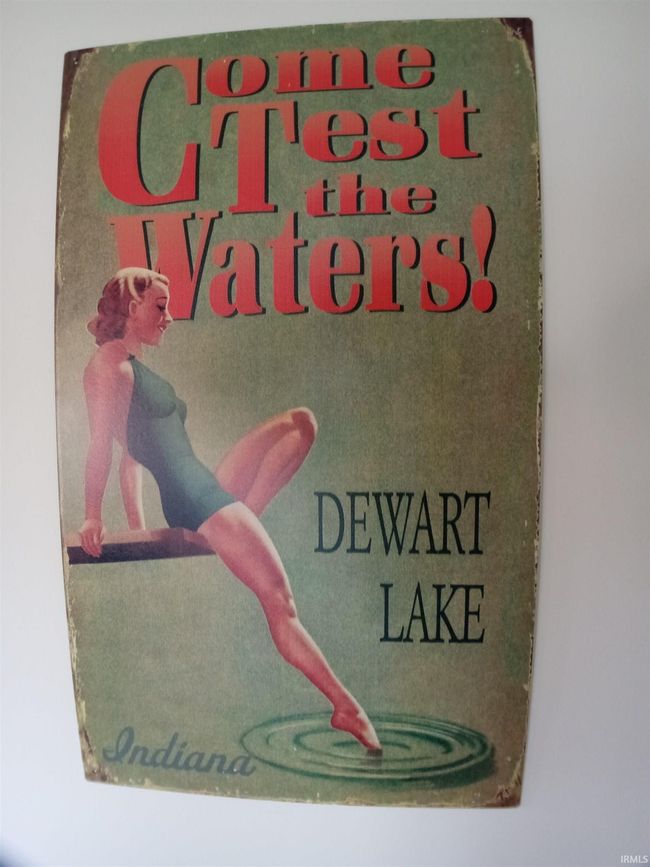 Come
Test
the
Waters!
DEWART
LAKE
Indiana
IRMLS